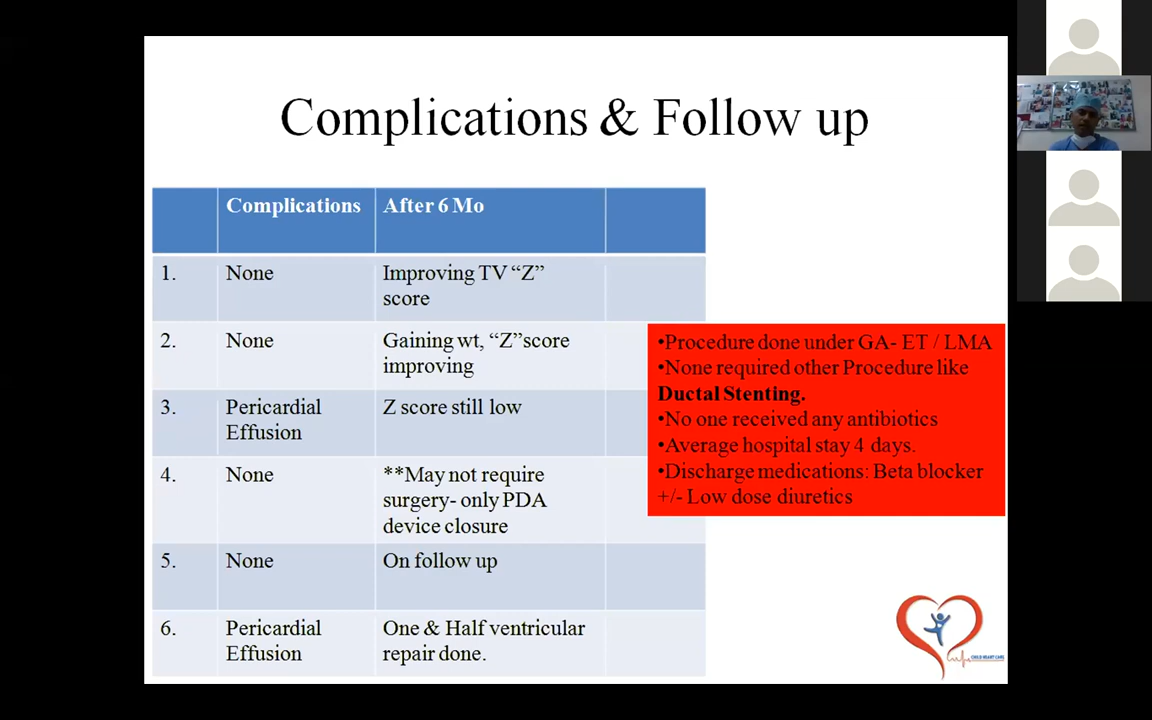 Complications & Follow up
Complications After 6 Mo
1. None Improving TV “Z”
score
2. None Gaining wt, “Z”score
improving
3. Pericardial Z score still low
Effusion
4. None **May not require
surgery- only PDA
device closure
5. None On follow up
6. Pericardial One & Half ventricular
Effusion repair done.
•Procedure done under GA- ET / LMA
•None required other Procedure like
Ductal Stenting.
•No one received any antibiotics
•Average hospital stay 4 days.
•Discharge medications: Beta blocker
+/- Low dose diuretics
CHILD HEART CARE